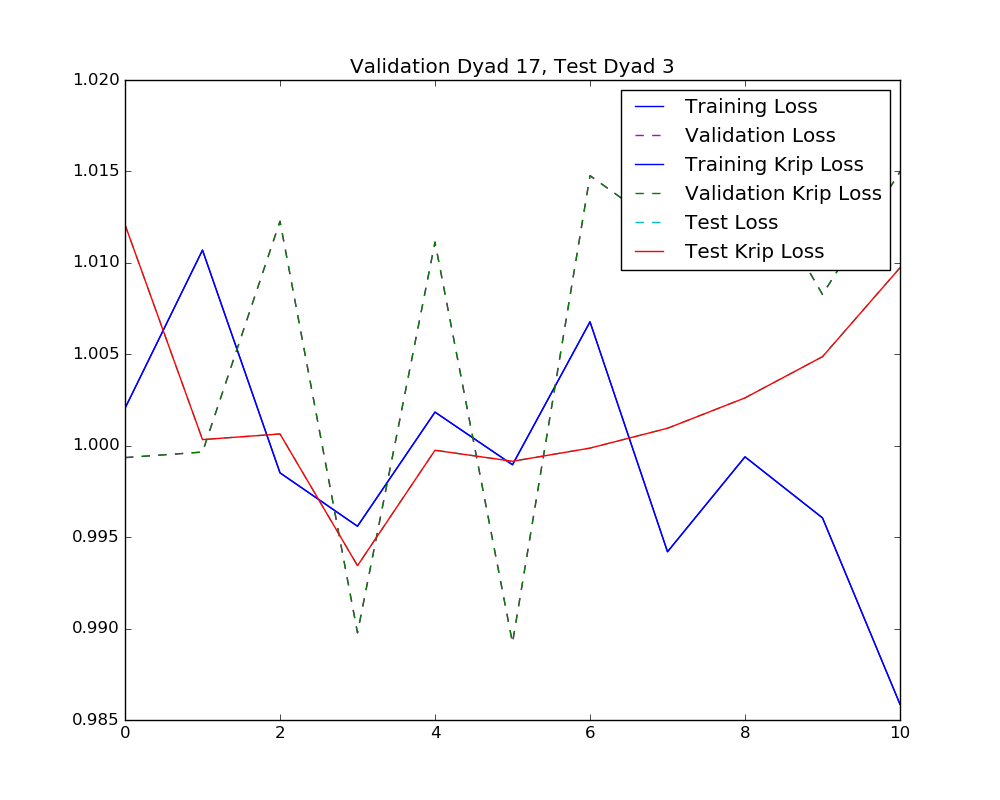 Validation Dyad 17, Test Dyad 3
1.020
1.015
1.010
1.005
1.000
0.995
0.990
0.985
0
2
4
6
8
10
Training Loss
Validation Loss
Training Krip Loss
Validation Krip Loss
Test Loss
Test Krip Loss